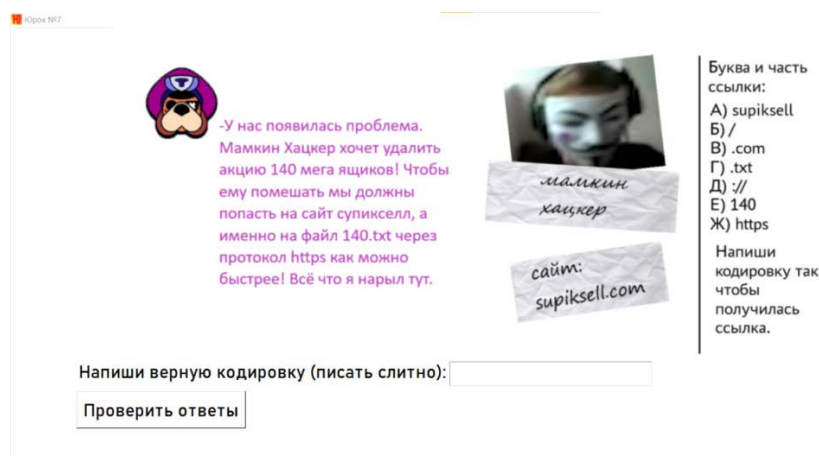 Юрок №7
-У нас появилась проблема.
Мамкин Хацкер хочет удалить
акцию 140 мега ящиков! Чтобы
ему помешать мы должны
попасть на сайт супикселл, а
именно на файл 140.txt через
протокол https как можно
быстрее! Всё что я нарыл тут.
мамкин
хацкер
сайт:
supiksell.com
Буква и часть
ссылки:
А) supiksell
Б) /
В) .com
Г) .txt
Д) ://
Е) 140
Ж) https
Напиши
кодировку так
чтобы
получилась
ссылка.
Напиши верную кодировку (писать слитно):
Проверить ответы